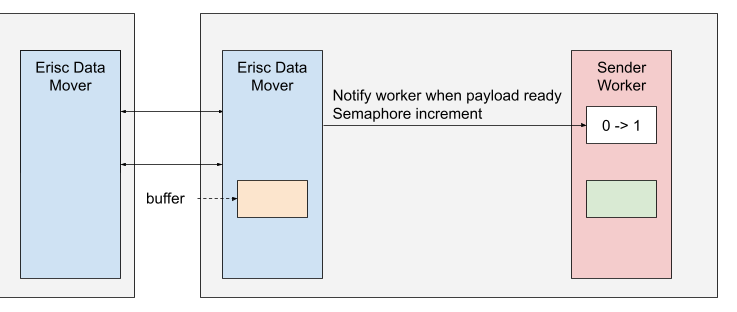 Erisc Data
Mover
Erisc Data
Mover
Sender
Worker
Notify worker when payload ready
Semaphore increment
0 -> 1
buffer